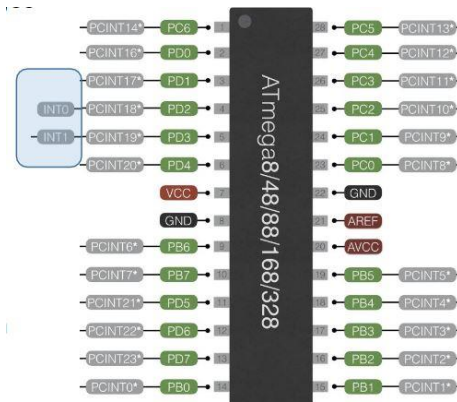 PCINT14* PC6 1 28 PC5 PCINT13*
PCINT16* PD0 2 PC4 PCINT12*
PCINT17* PD1 3 PC3 PCINT11*
INT0 PCINT18* PD2 4 PC2 PCINT10*
INT1 PCINT19* PD3 5 24 PC1 PCINT9*
PCINT20* PD4 6 23 PC0 PCINT8*
VCC 7 22 GND
GND 8 21 AREF
PCINT6* PB6 9 20 AVCC
PCINT7* PB7 10 19 PB5 PCINT5*
PCINT21* PD5 11 18 PB4 PCINT4*
PCINT22* PD6 12 17 PB3 PCINT3*
PCINT23* PD7 13 16 PB2 PCINT2*
PCINT0* PB0 14 15 PB1 PCINT1*
ATmega8/48/88/168/328